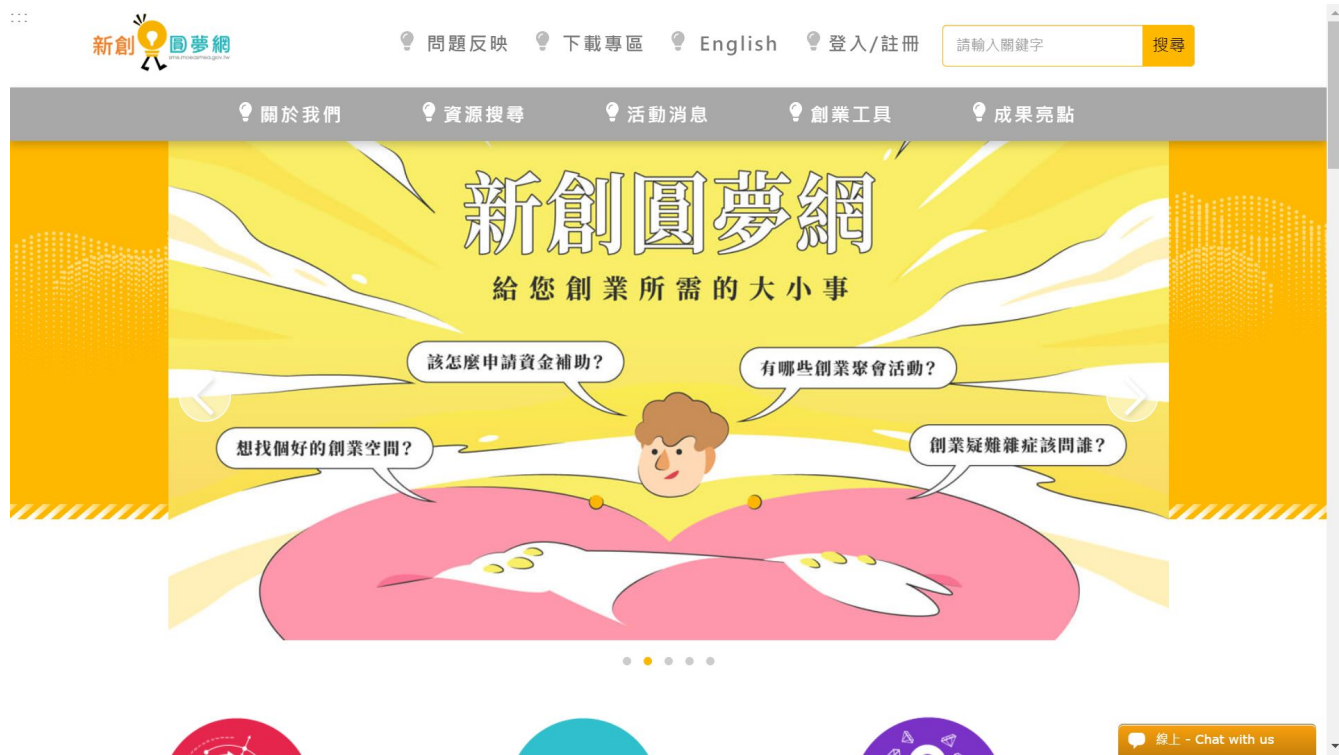 :::
新創圓夢網
sme.moeasmea.gov.tw
問題反映 下載專區 English 登入/註冊 請輸入關鍵字 搜尋
關於我們 資源搜尋 活動消息 創業工具 成果亮點
新創圓夢網
給您創業所需的大小事
該怎麼申請資金補助?
有哪些創業聚會活動?
想找個好的創業空間?
創業疑難雜症該問誰?
線上 - Chat with us